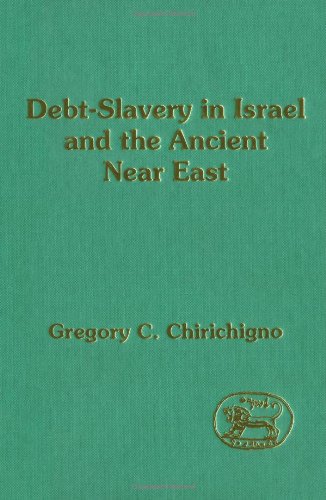 Debt-Slavery in Israel
and the Ancient
Near East
Gregory C. Chirichigno